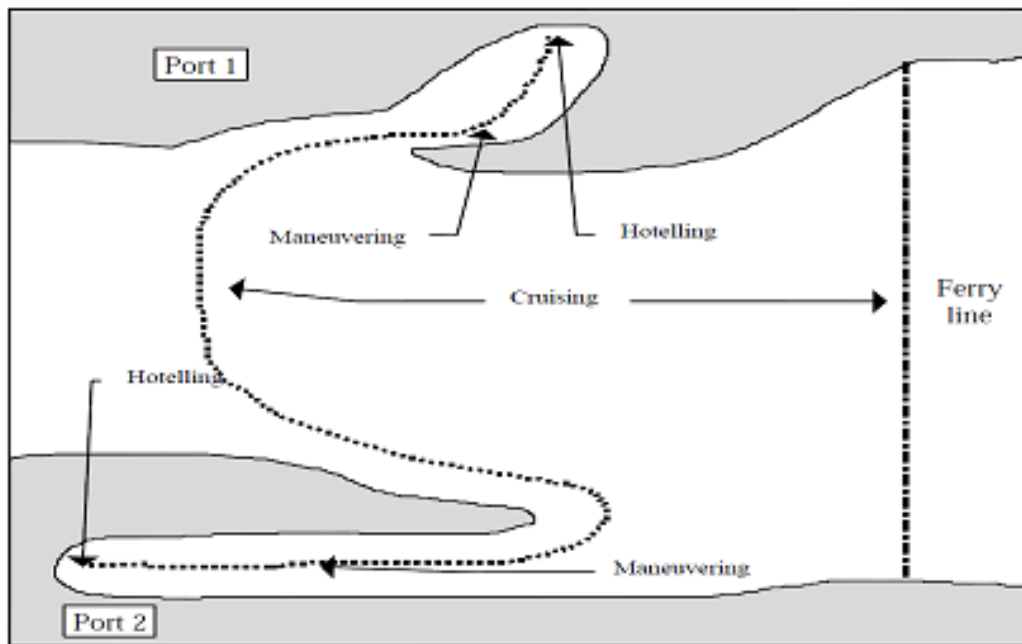 Port 1
Maneuvering
Hotelling
Cruising
Ferry
line
Hotelling
Maneuvering
Port 2